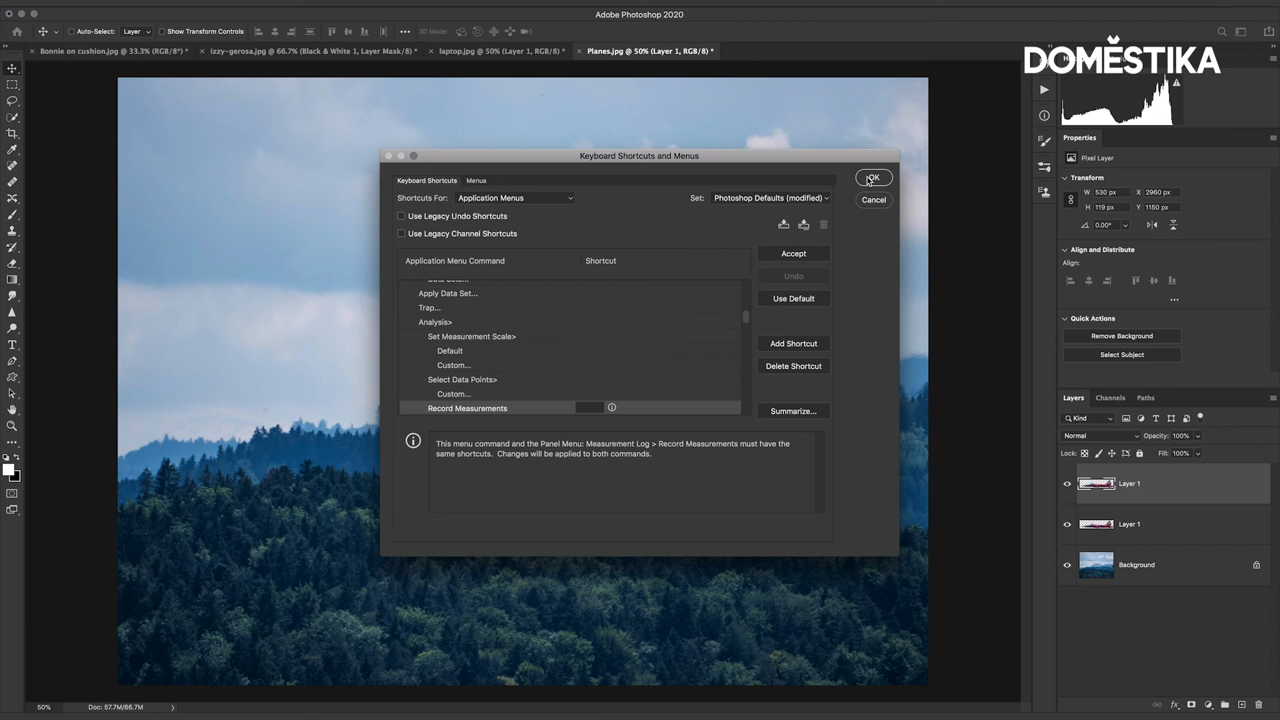 Adobe Photoshop 2020
Auto-Select: Layer Show Transform Controls 3D Mode:
Bonnie on cushion.jpg @ 33.3% (RGB/8*) * izzy-gerosa.jpg @ 66.7% (Black & White 1, Layer Mask/8) * laptop.jpg @ 50% (Layer 1, RGB/8) * Planes.jpg @ 50% (Layer 1, RGB/8) *
DOMĚSTIKA
Keyboard Shortcuts and Menus
Keyboard Shortcuts Menus
OK
Cancel
Shortcuts For: Application Menus Set: Photoshop Defaults (modified)
Use Legacy Undo Shortcuts
Use Legacy Channel Shortcuts
Application Menu Command Shortcut
Apply Data Set...
Trap...
Analysis>
Set Measurement Scale>
Default
Custom...
Select Data Points>
Custom...
Record Measurements
Accept
Undo
Use Default
Add Shortcut
Delete Shortcut
Summarize...
This menu command and the Panel Menu: Measurement Log > Record Measurements must have the
same shortcuts. Changes will be applied to both commands.
Properties
Pixel Layer
Transform
W 530 px X 2960 px
H 119 px Y 1150 px
0.00°
Align and Distribute
Align:
Quick Actions
Remove Background
Select Subject
Layers Channels Paths
Kind
Normal Opacity: 100%
Lock: Fill: 100%
Layer 1
Layer 1
Background
50% Doc: 57.7M/66.7M